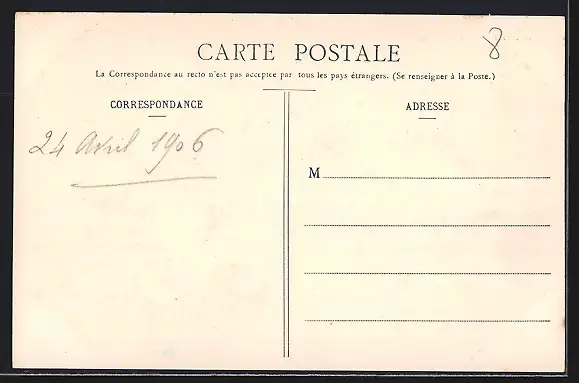 8
CARTE POSTALE
La Correspondance au recto n'est pas acceptée par tous les pays étrangers. (Se renseigner à la Poste.)
CORRESPONDANCE
24 Avril 1906
ADRESSE
M